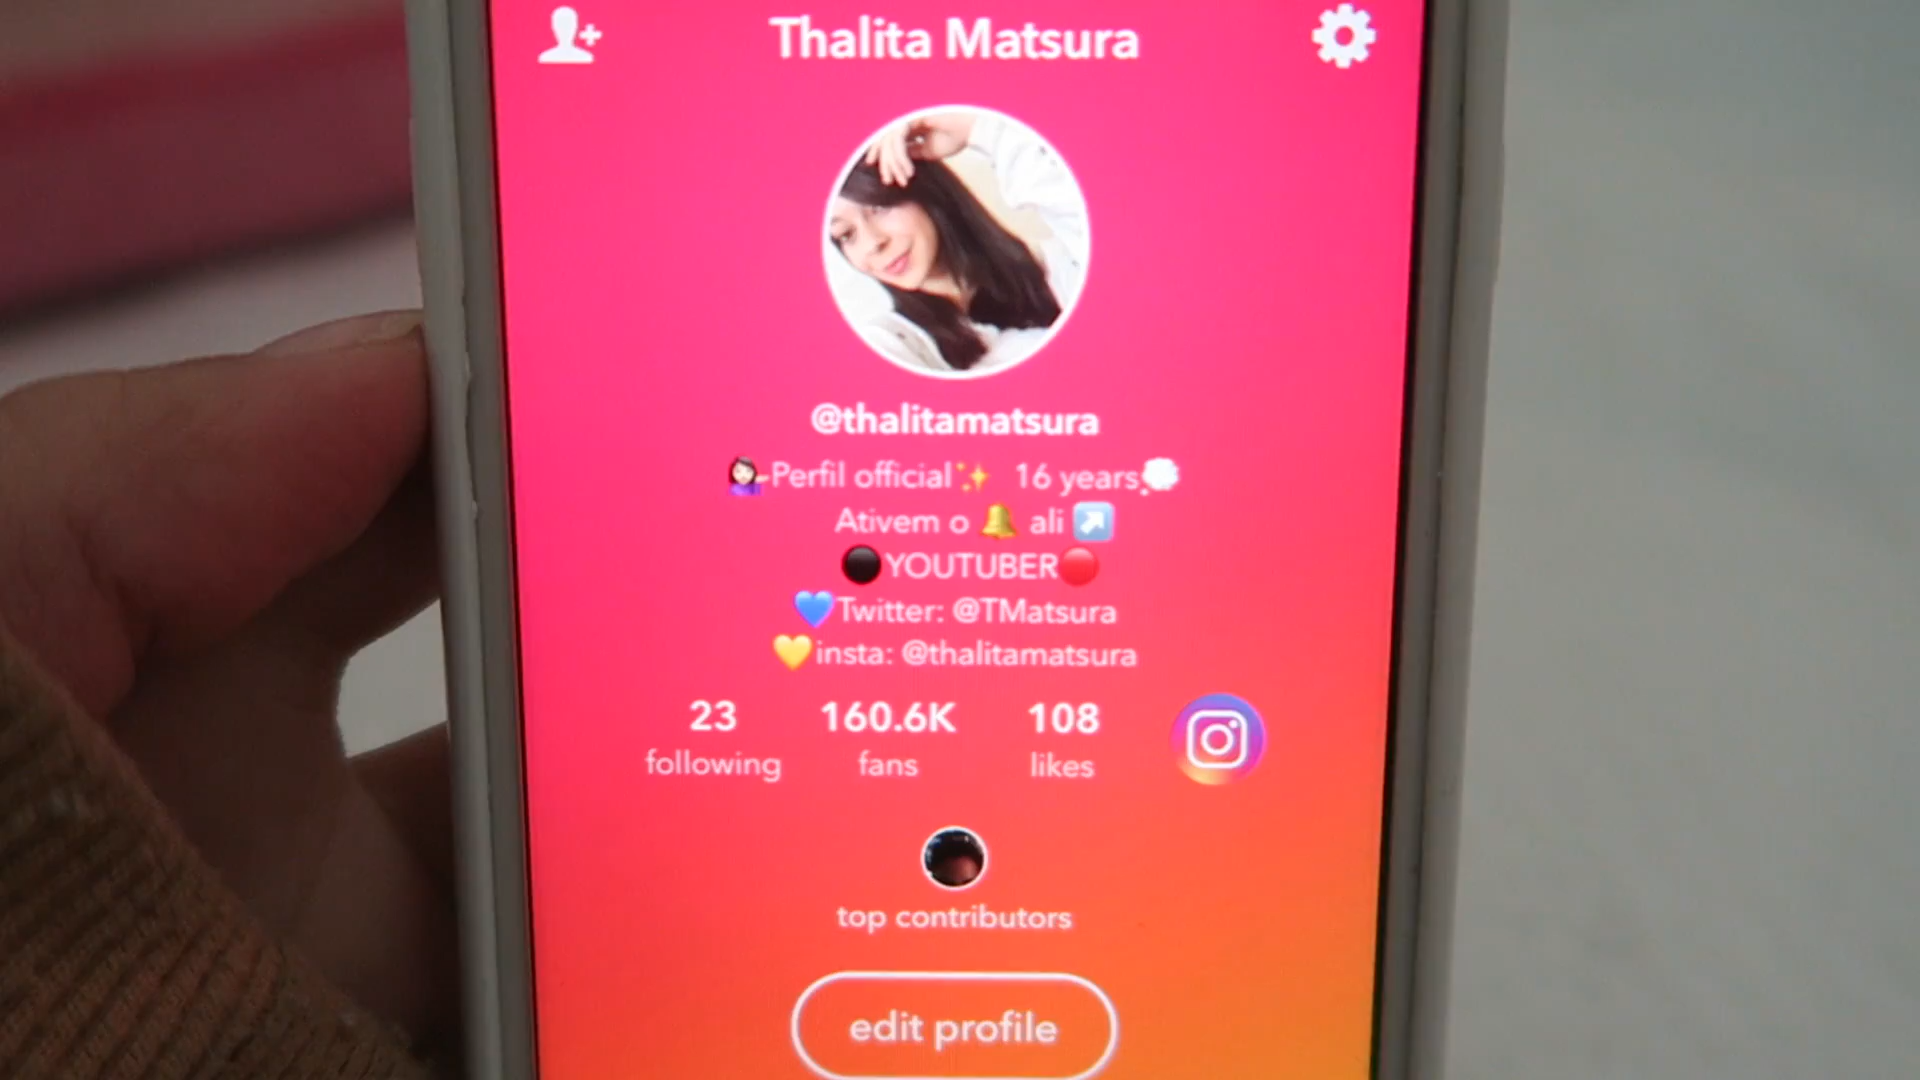 Thalita Matsura
@thalitamatsura
Perfil official 16 years
Ativem o ali
YOUTUBER
Twitter: @TMatsura
insta: @thalitamatsura
23 160.6K 108
following fans likes
top contributors
edit profile